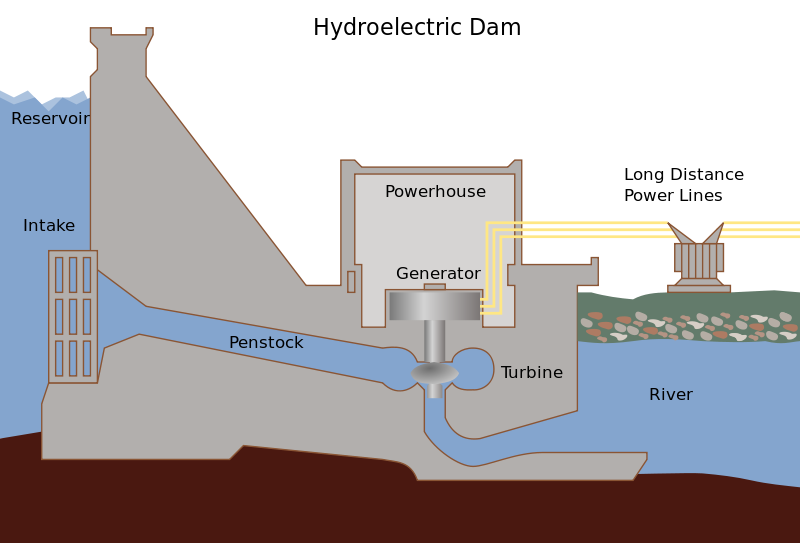 Hydroelectric Dam
Reservoir
Long Distance
Power Lines
Powerhouse
Intake
Generator
Penstock
Turbine
River